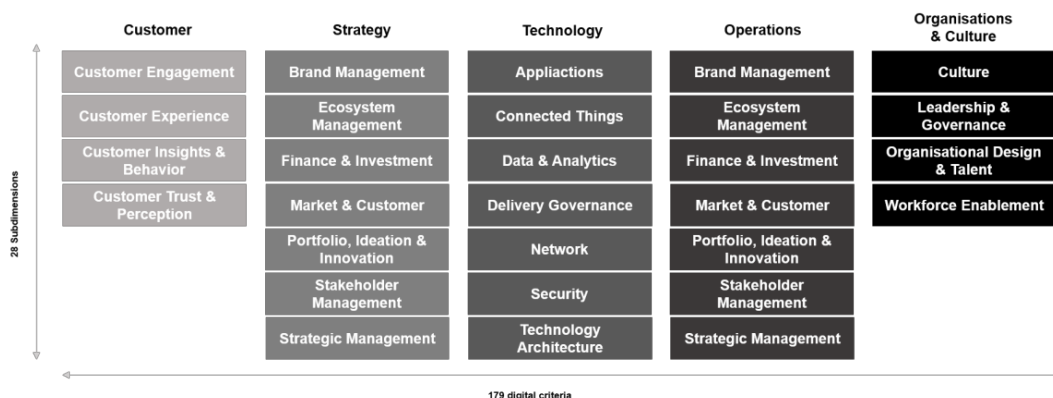 Customer
Strategy
Technology
Operations
Organisations
& Culture
Customer Engagement
Customer Experience
Customer Insights &
Behavior
Customer Trust &
Perception
Brand Management
Ecosystem
Management
Finance & Investment
Market & Customer
Portfolio, Ideation &
Innovation
Stakeholder
Management
Strategic Management
Appliactions
Connected Things
Data & Analytics
Delivery Governance
Network
Security
Technology
Architecture
Brand Management
Ecosystem
Management
Finance & Investment
Market & Customer
Portfolio, Ideation &
Innovation
Stakeholder
Management
Strategic Management
Culture
Leadership &
Governance
Organisational Design
& Talent
Workforce Enablement
28 Subdimensions
179 digital criteria